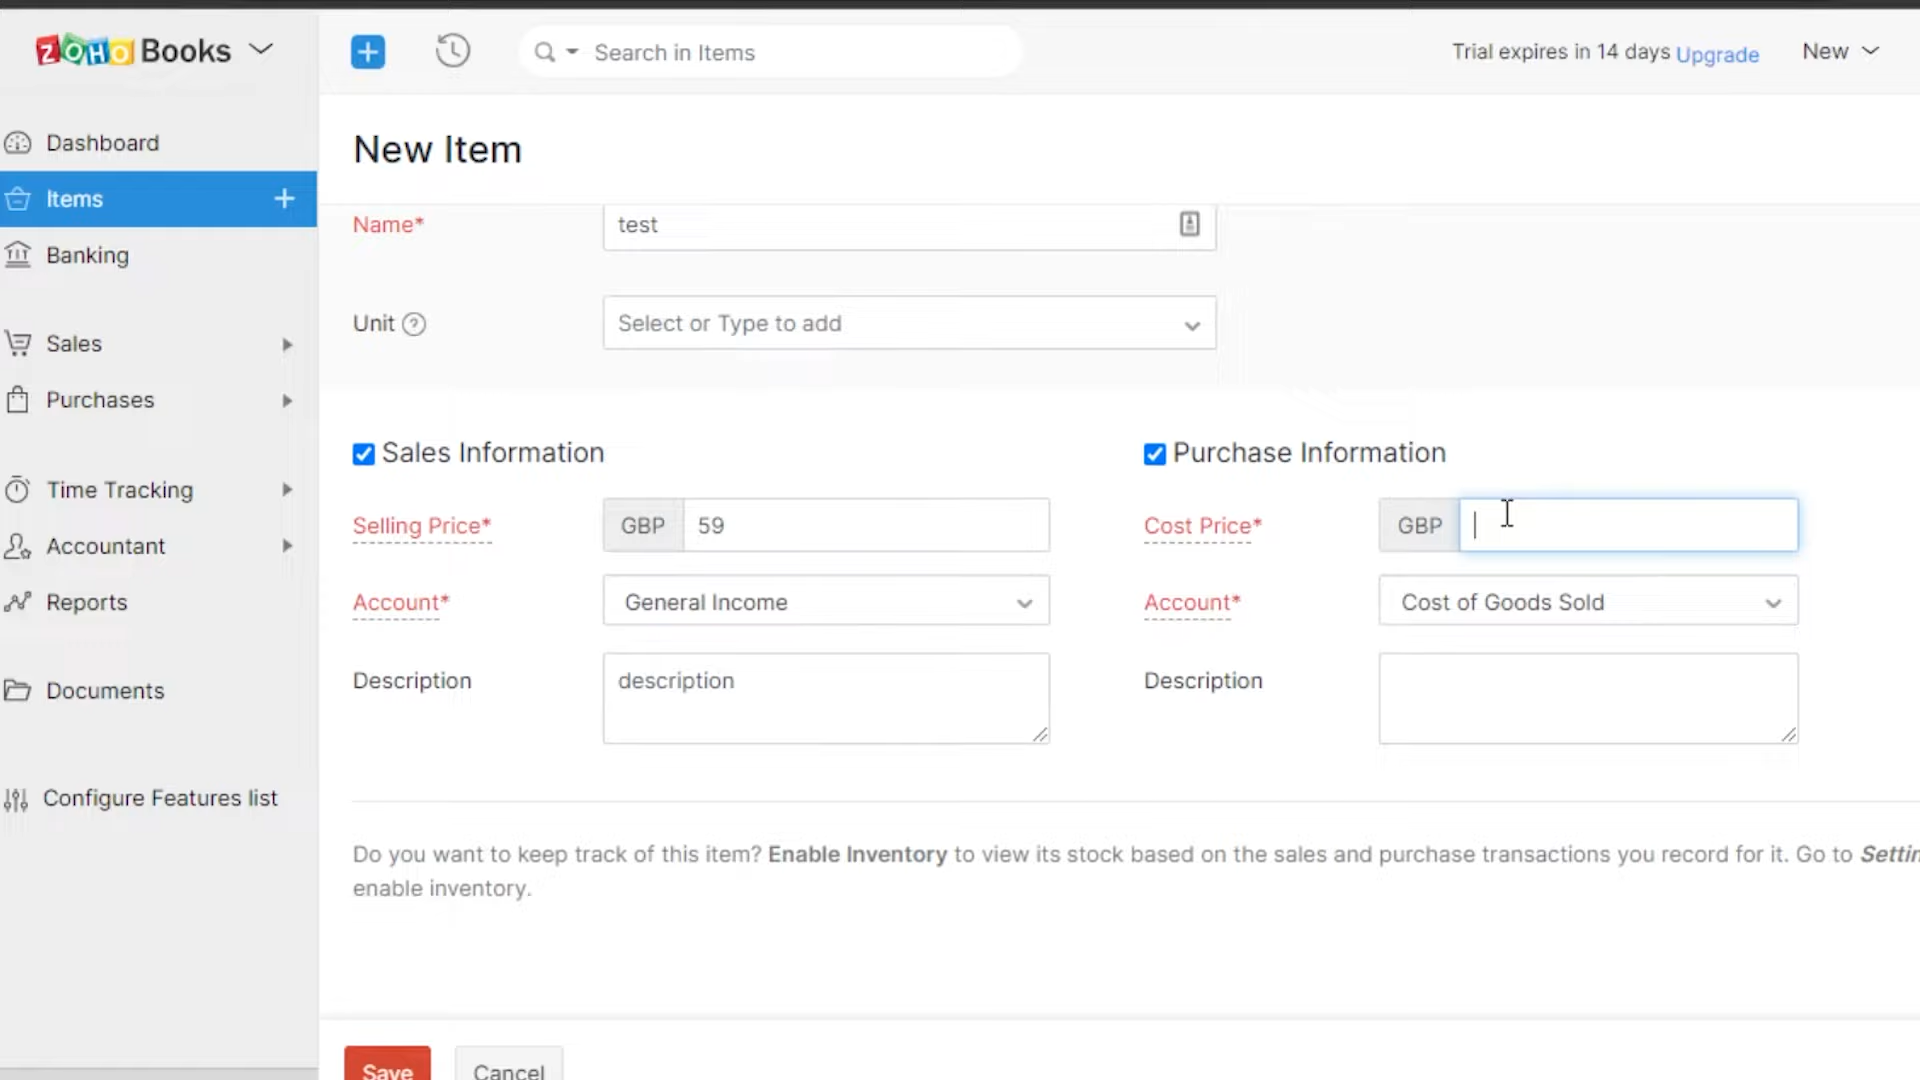 ZOHO Books
Search in Items
Trial expires in 14 days Upgrade
New
Dashboard
Items
Banking
Sales
Purchases
Time Tracking
Accountant
Reports
Documents
Configure Features list
New Item
Name* test
Unit ? Select or Type to add
Sales Information
Selling Price* GBP 59
Account* General Income
Description description
Purchase Information
Cost Price* GBP
Account* Cost of Goods Sold
Description
Do you want to keep track of this item? Enable Inventory to view its stock based on the sales and purchase transactions you record for it. Go to
enable inventory.
Save Cancel